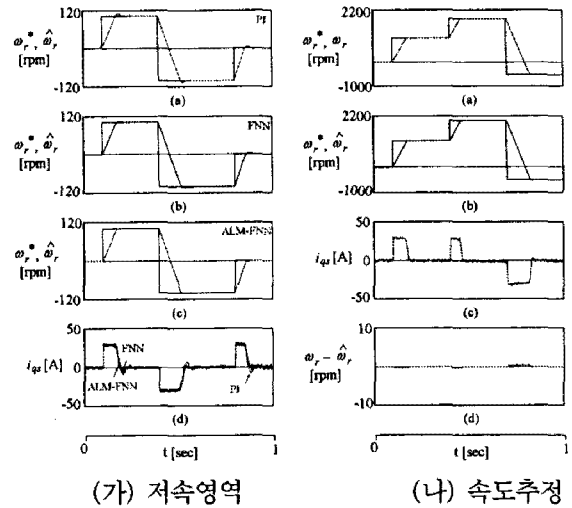 120
ω_r*, ω̂_r
[rpm]
-120
PI
(a)
120
ω_r*, ω̂_r
[rpm]
-120
FNN
(b)
120
ω_r*, ω̂_r
[rpm]
-120
ALM-FNN
(c)
50
i_qs [A]
0
-50
FNN
ALM-FNN
PI
(d)
0
t [sec]
1
(가) 저속영역
2200
ω_r*, ω_r
[rpm]
-1000
(a)
2200
ω_r*, ω̂_r
[rpm]
-1000
(b)
50
i_qs [A]
0
-50
(c)
10
ω_r - ω̂_r
[rpm]
-10
(d)
0
t [sec]
1
(나) 속도추정